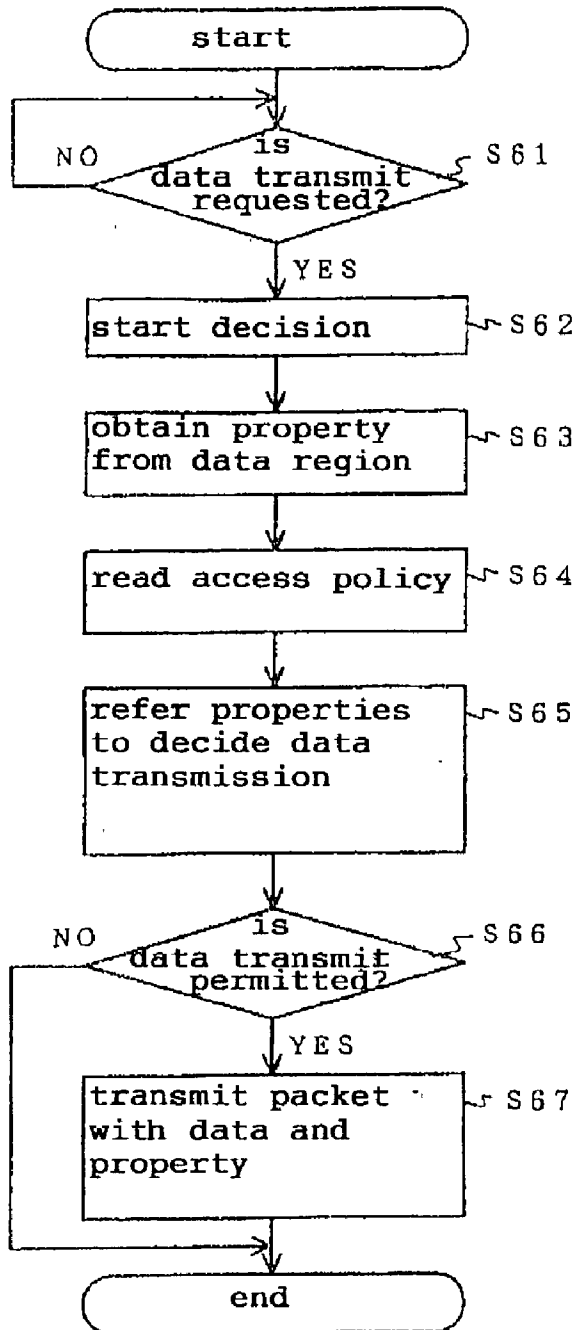 start
is
data transmit
requested?
NO
S61
YES
start decision
S62
obtain property
from data region
S63
read access policy
S64
refer properties
to decide data
transmission
S65
is
data transmit
permitted?
NO
S66
YES
transmit packet
with data and
property
S67
end